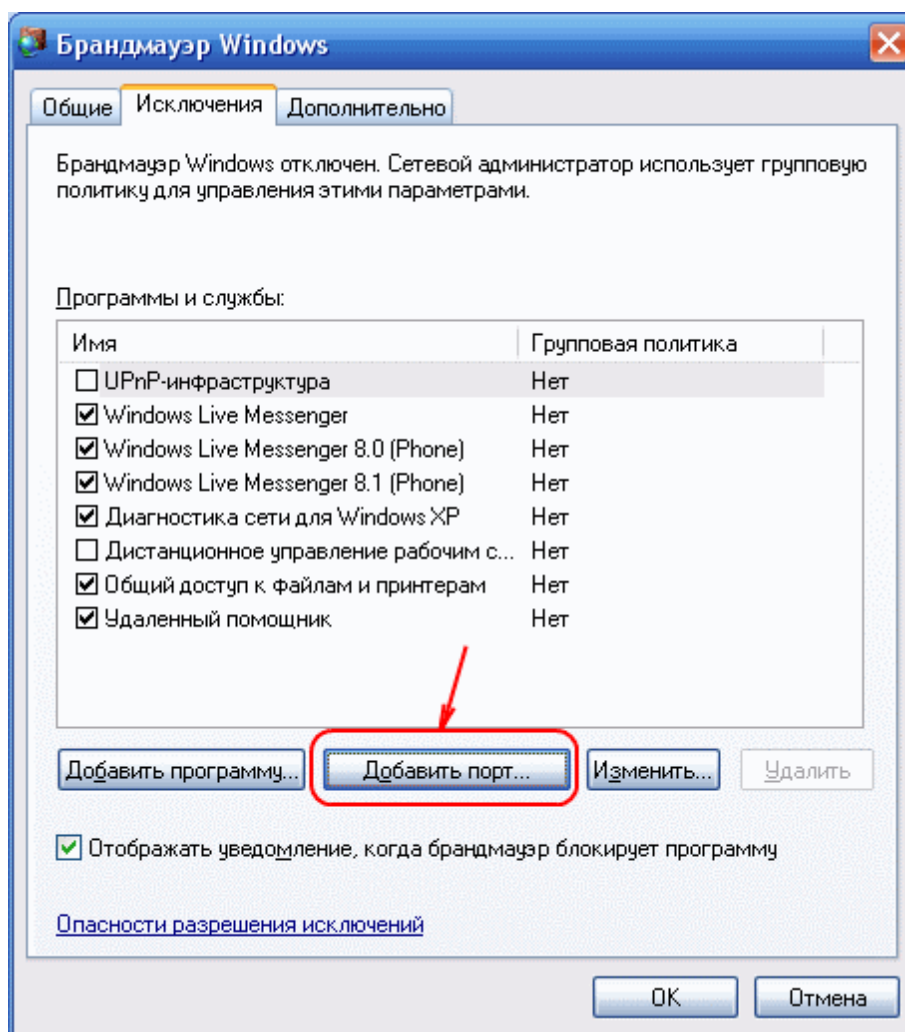 Брандмауэр Windows
Общие Исключения Дополнительно
Брандмауэр Windows отключен. Сетевой администратор использует групповую
политику для управления этими параметрами.
Программы и службы:
Имя Групповая политика
UPnP-инфраструктура Нет
Windows Live Messenger Нет
Windows Live Messenger 8.0 (Phone) Нет
Windows Live Messenger 8.1 (Phone) Нет
Диагностика сети для Windows XP Нет
Дистанционное управление рабочим с... Нет
Общий доступ к файлам и принтерам Нет
Удаленный помощник Нет
Добавить программу... Добавить порт... Изменить... Удалить
Отображать уведомление, когда брандмауэр блокирует программу
Опасности разрешения исключений
ОК Отмена